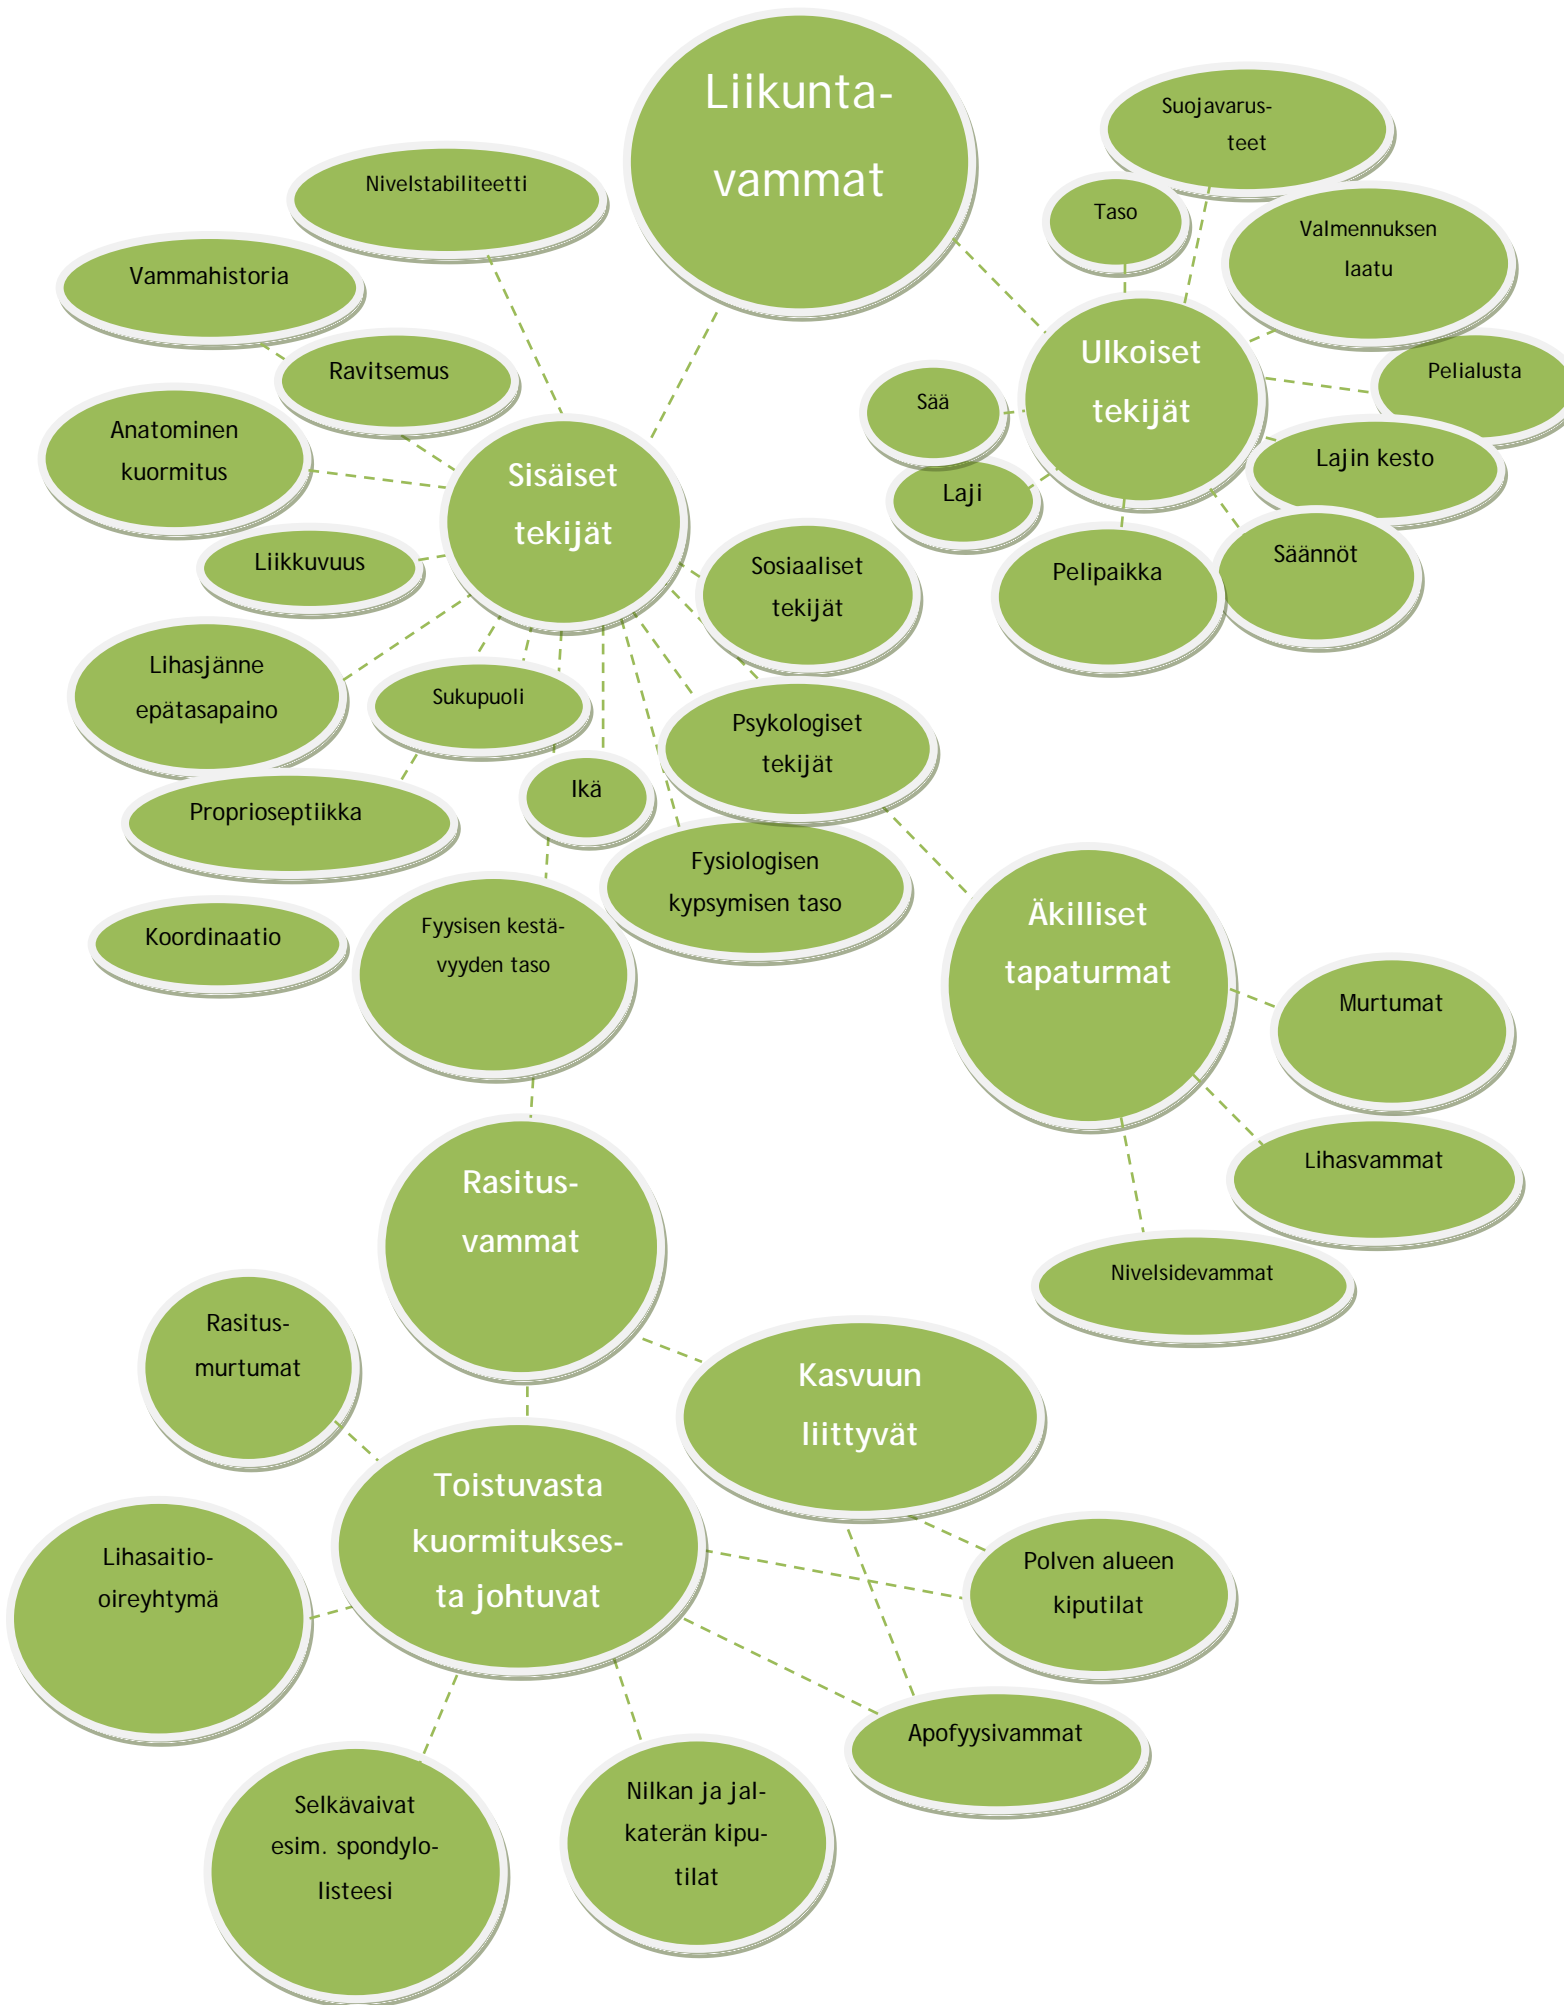 Liikunta-
vammat
Suojavarus-
teet
Nivelstabiliteetti
Taso
Valmennuksen
laatu
Vammahistoria
Ravitsemus
Ulkoiset
tekijät
Pelialusta
Sää
Anatominen
kuormitus
Sisäiset
tekijät
Lajin kesto
Laji
Liikkuvuus
Sosiaaliset
tekijät
Pelipaikka
Säännöt
Lihasjänne
epätasapaino
Sukupuoli
Psykologiset
tekijät
Ikä
Proprioseptiikka
Fysiologisen
kypsymisen taso
Äkilliset
tapaturmat
Koordinaatio
Fyysisen kestä-
vyyden taso
Murtumat
Lihasvammat
Rasitus-
vammat
Nivelsidevammat
Rasitus-
murtumat
Kasvuun
liittyvät
Toistuvasta
kuormitukses-
ta johtuvat
Lihasaitio-
oireyhtymä
Polven alueen
kiputilat
Apofyysivammat
Selkävaivat
esim. spondylo-
listeesi
Nilkan ja jal-
katerän kipu-
tilat